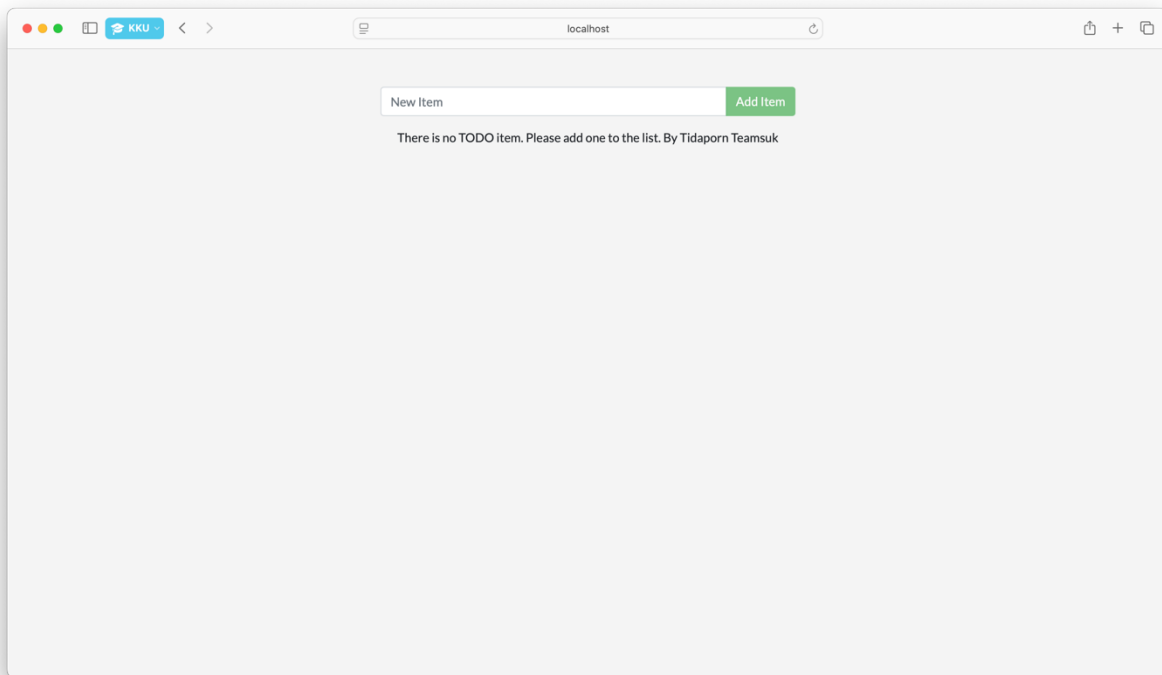 KKU
localhost
New Item
Add Item
There is no TODO item. Please add one to the list. By Tidaporn Teamsuk